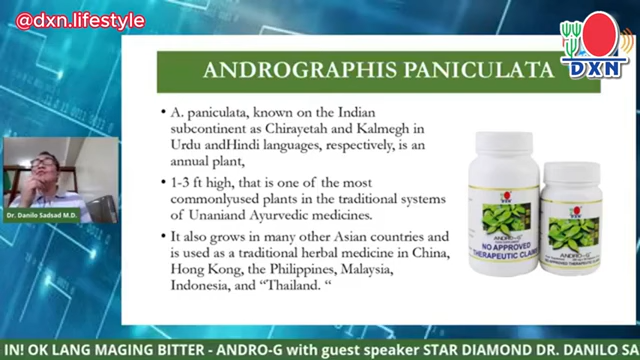 @dxn.lifestyle
DXN
ANDROGRAPHIS PANICULATA
• A. paniculata, known on the Indian
subcontinent as Chirayetah and Kalmegh in
Urdu andHindi languages, respectively, is an
annual plant,
• 1-3 ft high, that is one of the most
commonlyused plants in the traditional systems
of Unaniand Ayurvedic medicines.
• It also grows in many other Asian countries and
is used as a traditional herbal medicine in China,
Hong Kong, the Philippines, Malaysia,
Indonesia, and “Thailand. “
Dr. Danilo Sadsad M.D.
DXN
ANDRO-G
NO APPROVED
THERAPEUTIC CLAIMS
DXN
ANDRO-G
IN! OK LANG MAGING BITTER - ANDRO-G with guest speaker STAR DIAMOND DR. DANILO SA